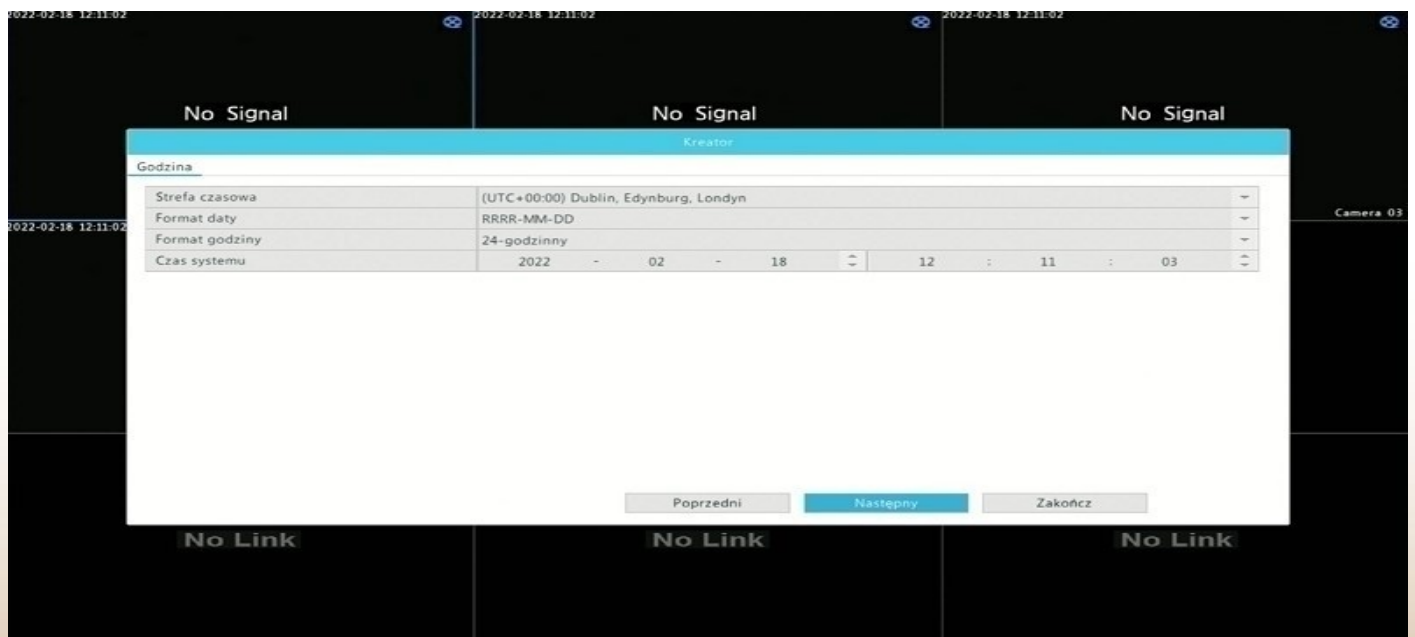 2022-02-18 12:11:02
2022-02-18 12:11:02
2022-02-18 12:11:02
No Signal
No Signal
No Signal
Kreator
Godzina
Strefa czasowa (UTC+00:00) Dublin, Edynburg, Londyn
Format daty RRRR-MM-DD
Format godziny 24-godzinny
Czas systemu 2022 - 02 - 18 12 : 11 : 03
2022-02-18 12:11:02
Camera 03
Poprzedni Następny Zakończ
No Link
No Link
No Link